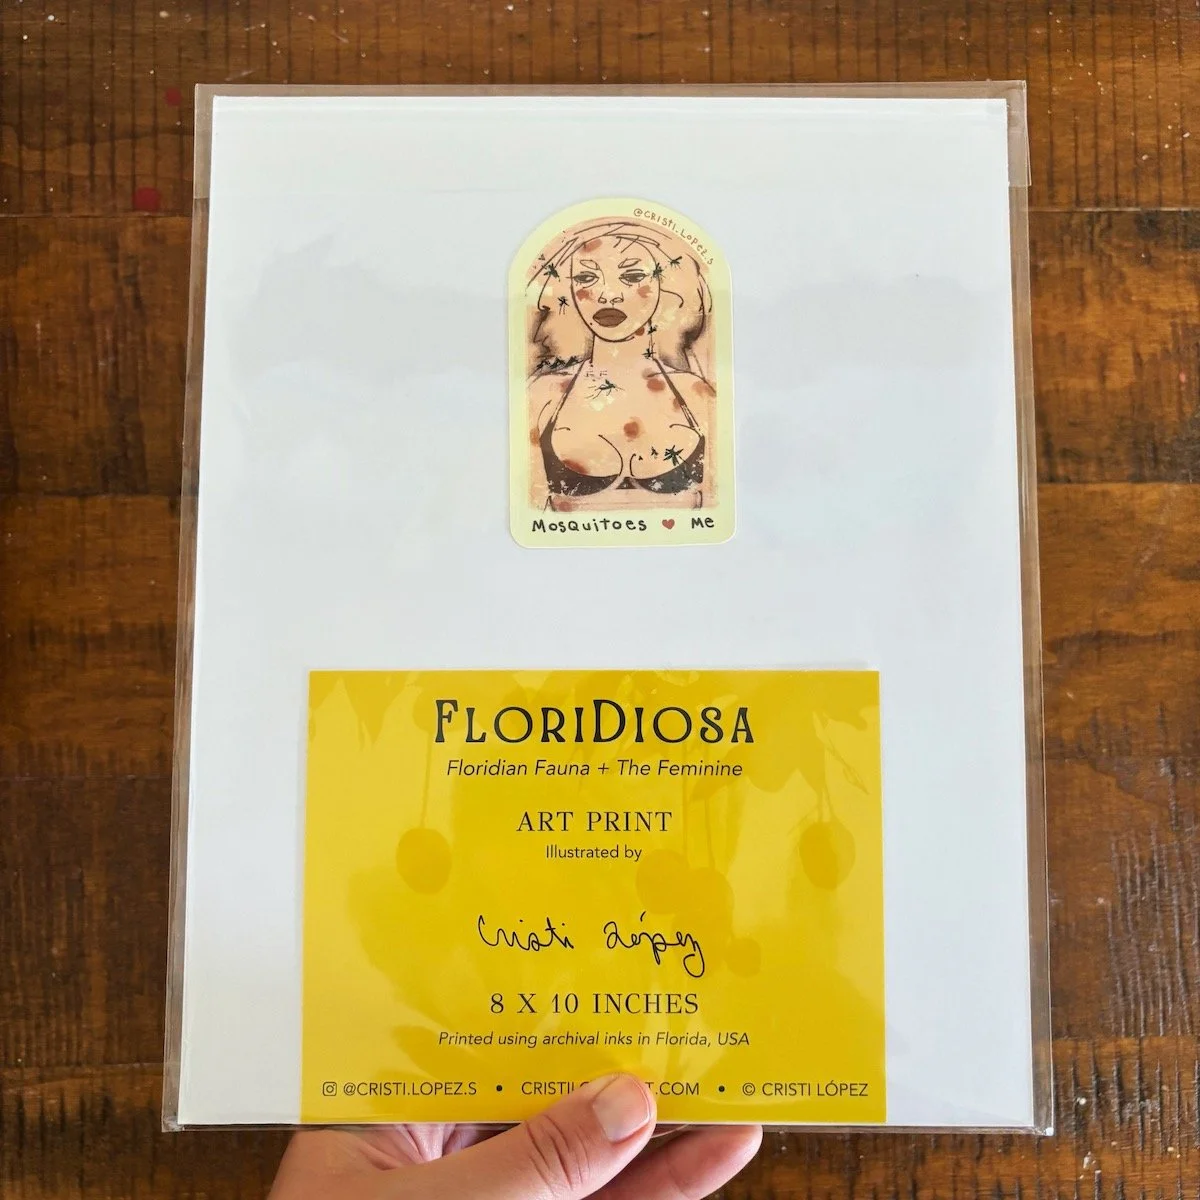 @CRISTI.LOPEZ.S
MOSQUITOES ♥ ME
FLORIDIOSA
Floridian Fauna + The Feminine
ART PRINT
Illustrated by
Cristi López
8 X 10 INCHES
Printed using archival inks in Florida, USA
@CRISTI.LOPEZ.S • • © CRISTI LÓPEZ